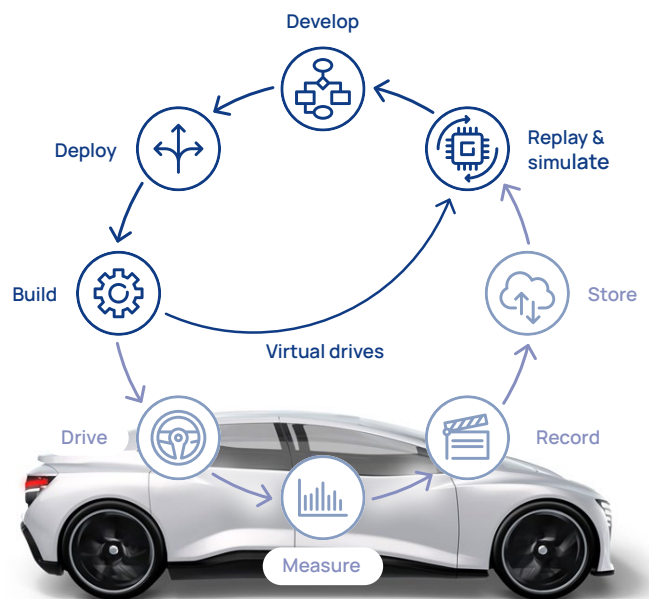 Develop
Deploy
Replay &
simulate
Build
Store
Virtual drives
Drive
Record
Measure